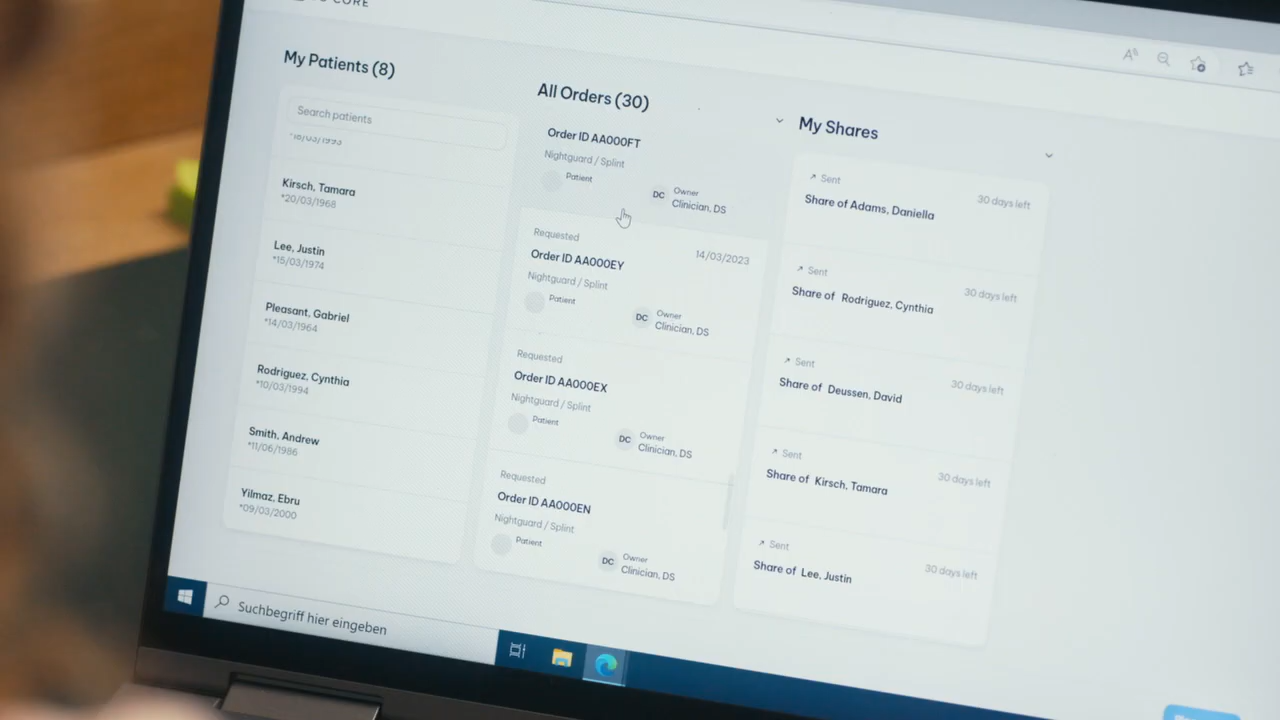 CORE
My Patients (8)
Search patients
Kirsch, Tamara
*20/03/1968
Lee, Justin
*15/03/1974
Pleasant, Gabriel
*14/03/1964
Rodriguez, Cynthia
*10/03/1994
Smith, Andrew
*11/06/1986
Yilmaz, Ebru
*09/03/2000
All Orders (30)
Order ID AA000FT
Nightguard / Splint
Patient
DC Owner
Clinician, DS
Requested
14/03/2023
Order ID AA000EY
Nightguard / Splint
Patient
DC Owner
Clinician, DS
Requested
Order ID AA000EX
Nightguard / Splint
Patient
DC Owner
Clinician, DS
Requested
Order ID AA000EN
Nightguard / Splint
Patient
DC Owner
Clinician, DS
My Shares
Sent
30 days left
Share of Adams, Daniella
Sent
30 days left
Share of Rodriguez, Cynthia
Sent
30 days left
Share of Deussen, David
Sent
30 days left
Share of Kirsch, Tamara
Sent
30 days left
Share of Lee, Justin
Suchbegriff hier eingeben